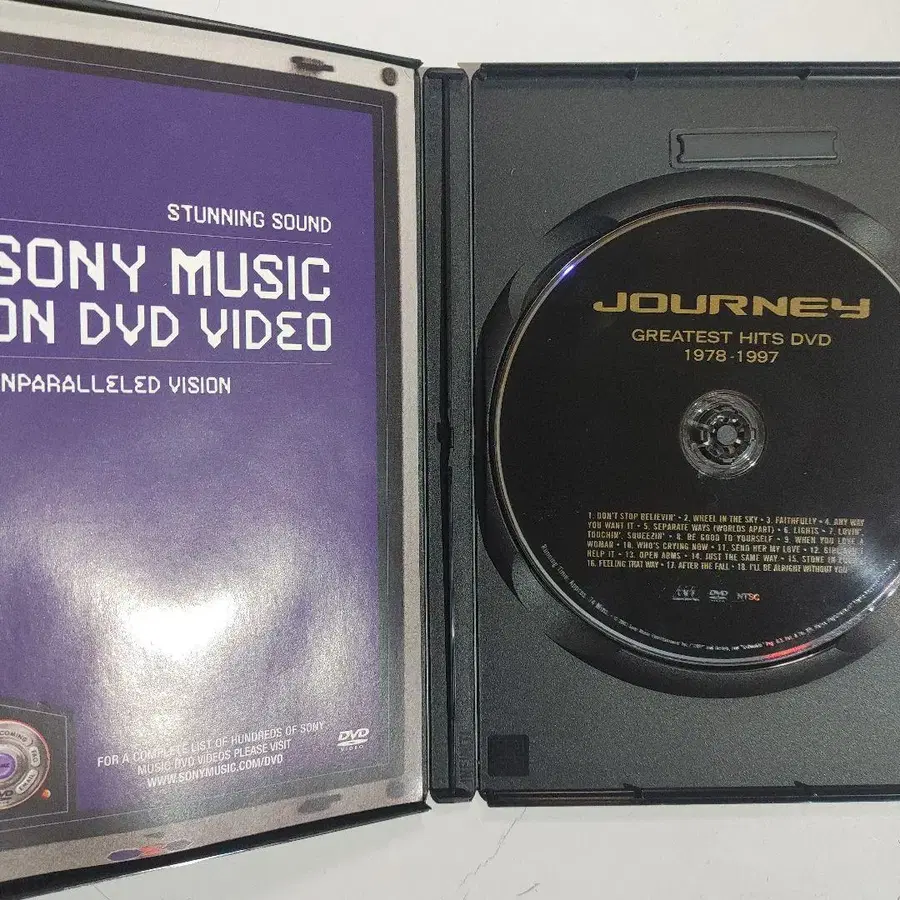 STUNNING SOUND
SONY MUSIC
ON DVD VIDEO
NPARALLELED VISION
FOR A COMPLETE LIST OF HUNDREDS OF SONY
MUSIC DVD VIDEOS PLEASE VISIT
WWW.SONYMUSIC.COM/DVD
DVD
VIDEO
JOURNEY
GREATEST HITS DVD
1978-1997
1. DON'T STOP BELIEVIN' • 2. WHEEL IN THE SKY • 3. FAITHFULLY • 4. ANY WAY
YOU WANT IT • 5. SEPARATE WAYS (WORLDS APART) • 6. LIGHTS • 7. LOVIN',
TOUCHIN', SQUEEZIN' • 8. BE GOOD TO YOURSELF • 9. WHEN YOU LOVE A
WOMAN • 10. WHO'S CRYING NOW • 11. SEND HER MY LOVE • 12. GIRL CAN'T
HELP IT • 13. OPEN ARMS • 14. JUST THE SAME WAY • 15. STONE IN LOVE
16. FEELING THAT WAY • 17. AFTER THE FALL • 18. I'LL BE ALRIGHT WITHOUT YOU
DVD
NTSC